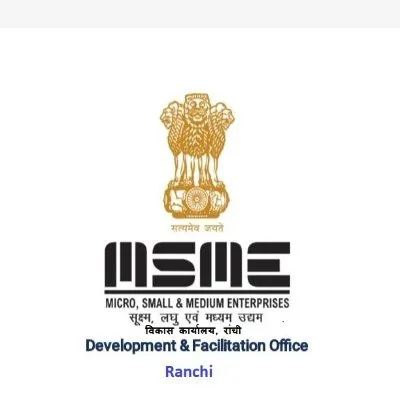 सत्यमेव जयते
MSME
MICRO, SMALL & MEDIUM ENTERPRISES
सूक्ष्म, लघु एवं मध्यम उद्यम
विकास कार्यालय, रांची
Development & Facilitation Office
Ranchi